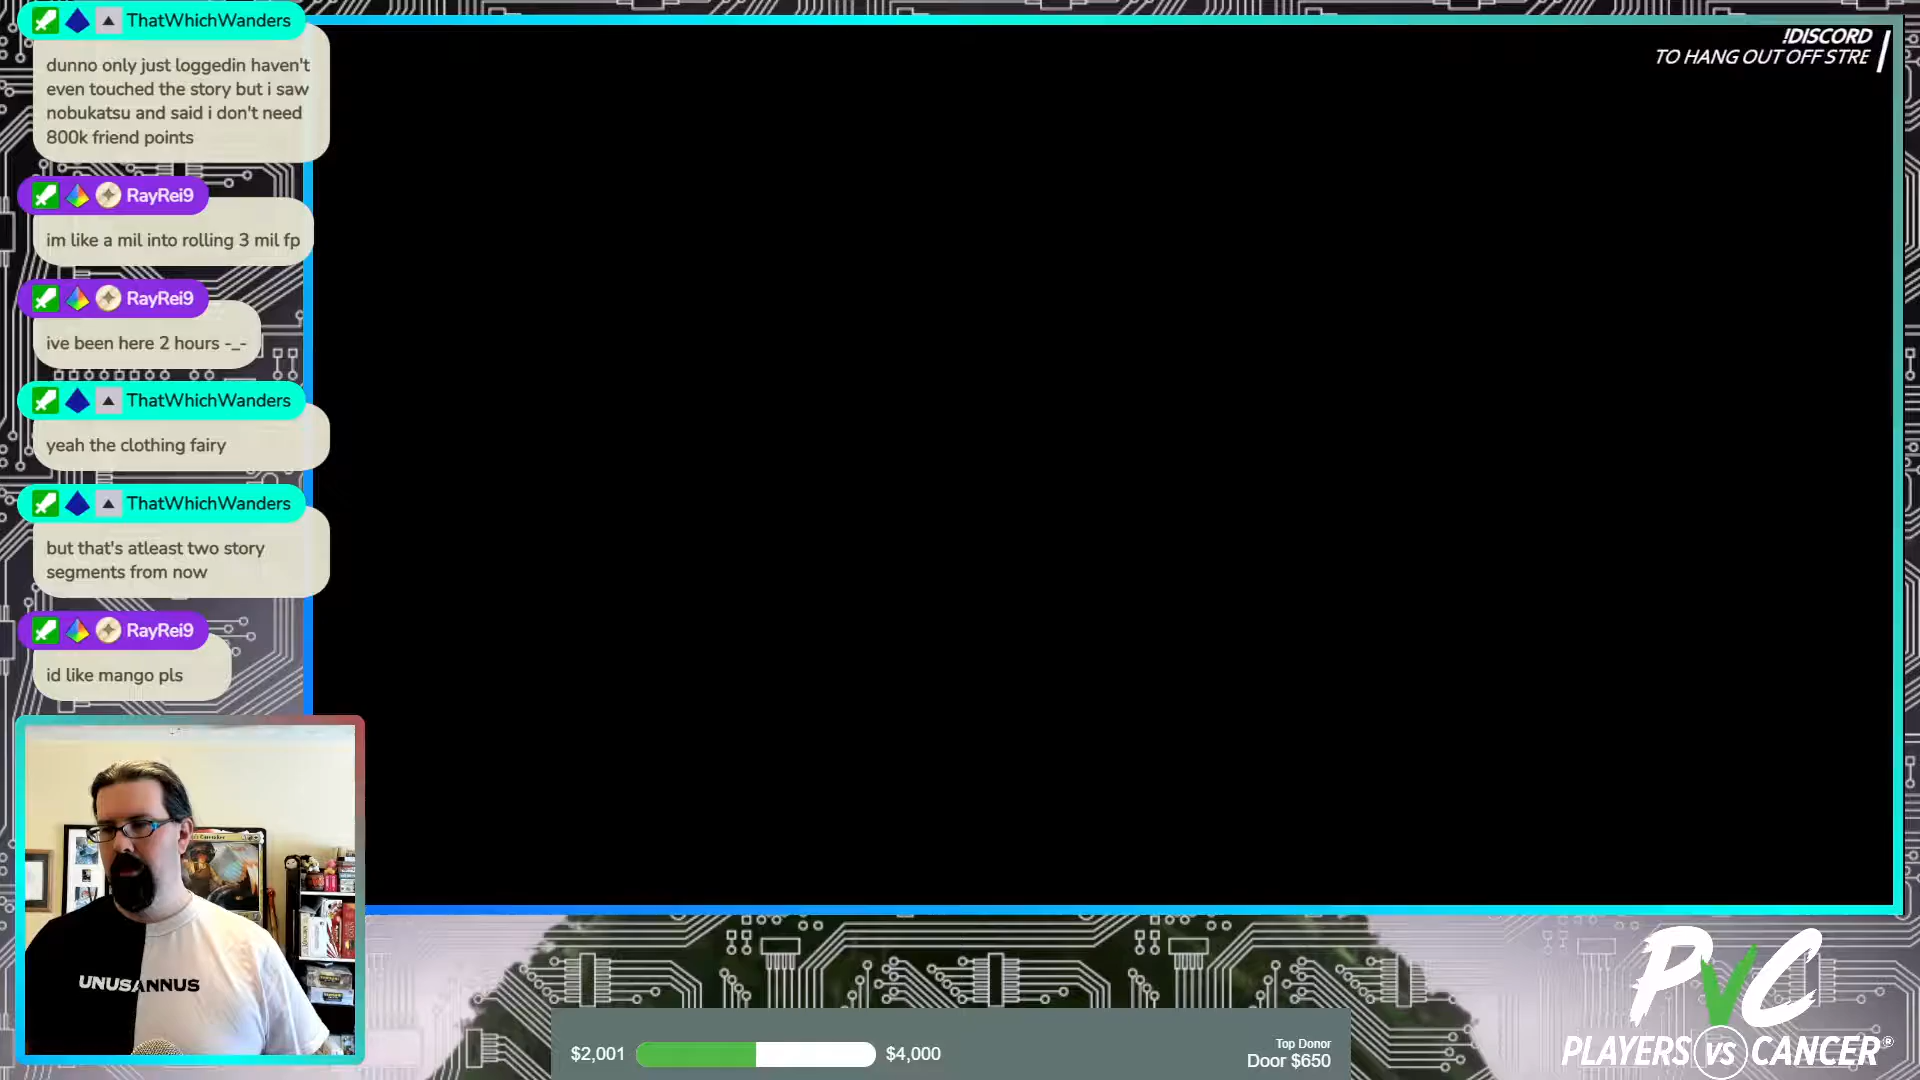 ThatWhichWanders
dunno only just loggedin haven't
even touched the story but i saw
nobukatsu and said i don't need
800k friend points
RayRei9
im like a mil into rolling 3 mil fp
RayRei9
ive been here 2 hours -_-
ThatWhichWanders
yeah the clothing fairy
ThatWhichWanders
but that's atleast two story
segments from now
RayRei9
id like mango pls
!DISCORD
TO HANG OUT OFF STRE
UNUSANNUS
$2,001
$4,000
Top Donor
Door $650
PVC
PLAYERS VS CANCER®